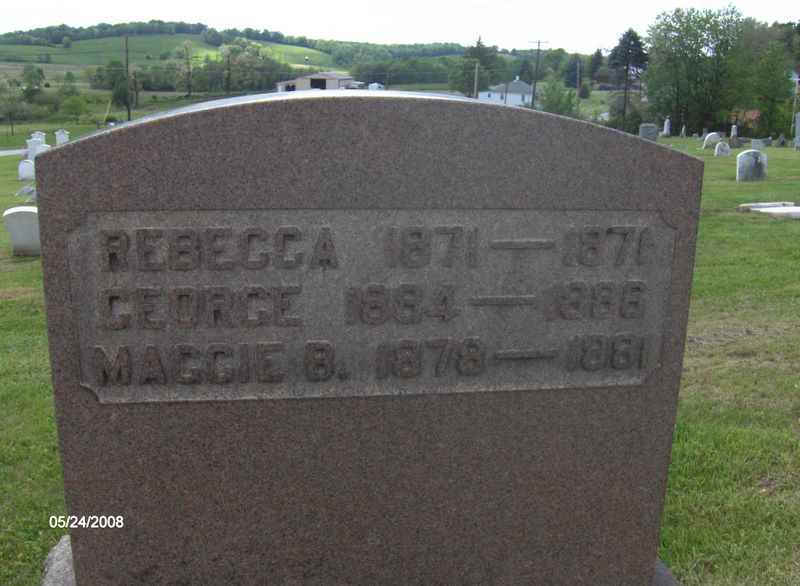 REBECCA 1871—1871
GEORGE 1884—1886
MAGGIE B. 1878—1881
05/24/2008